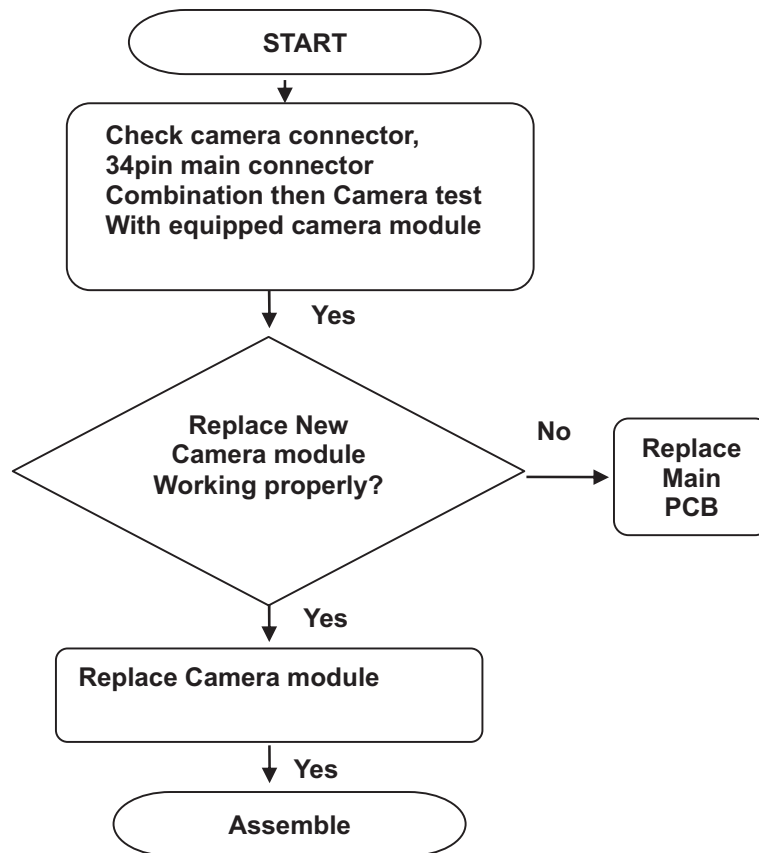 START
Check camera connector,
34pin main connector
Combination then Camera test
With equipped camera module
Yes
Replace New
Camera module
Working properly?
No
Replace
Main
PCB
Yes
Replace Camera module
Yes
Assemble